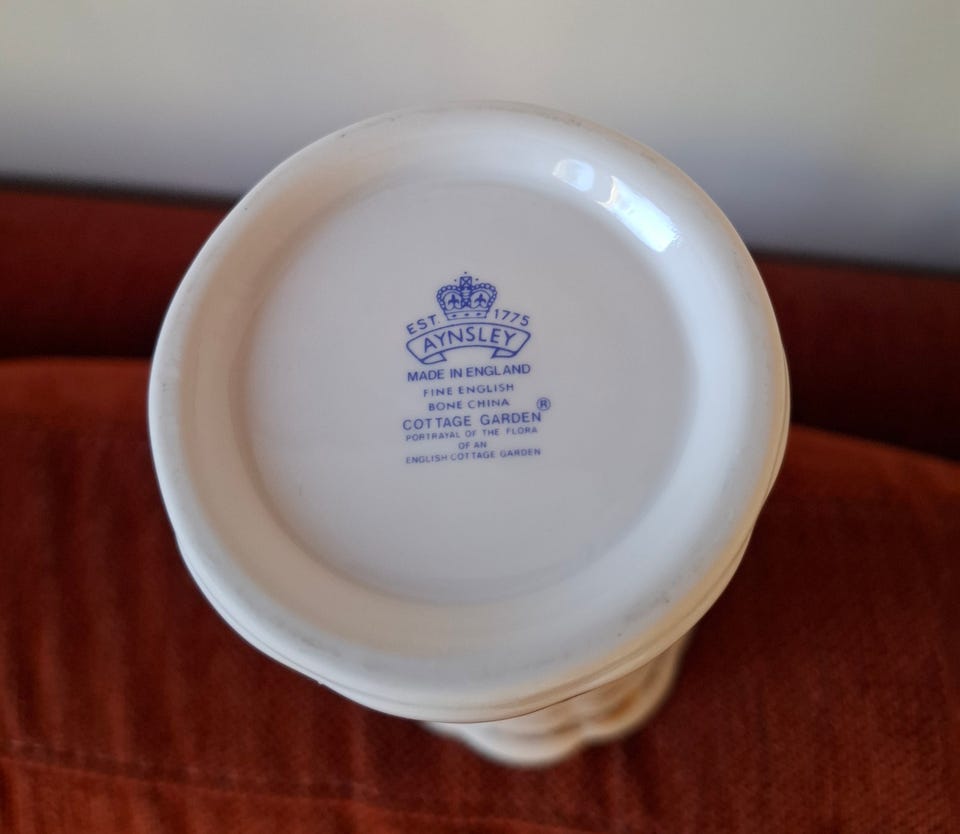 EST. 1775
AYNSLEY
MADE IN ENGLAND
FINE ENGLISH
BONE CHINA
COTTAGE GARDEN®
PORTRAYAL OF THE FLORA
OF AN
ENGLISH COTTAGE GARDEN